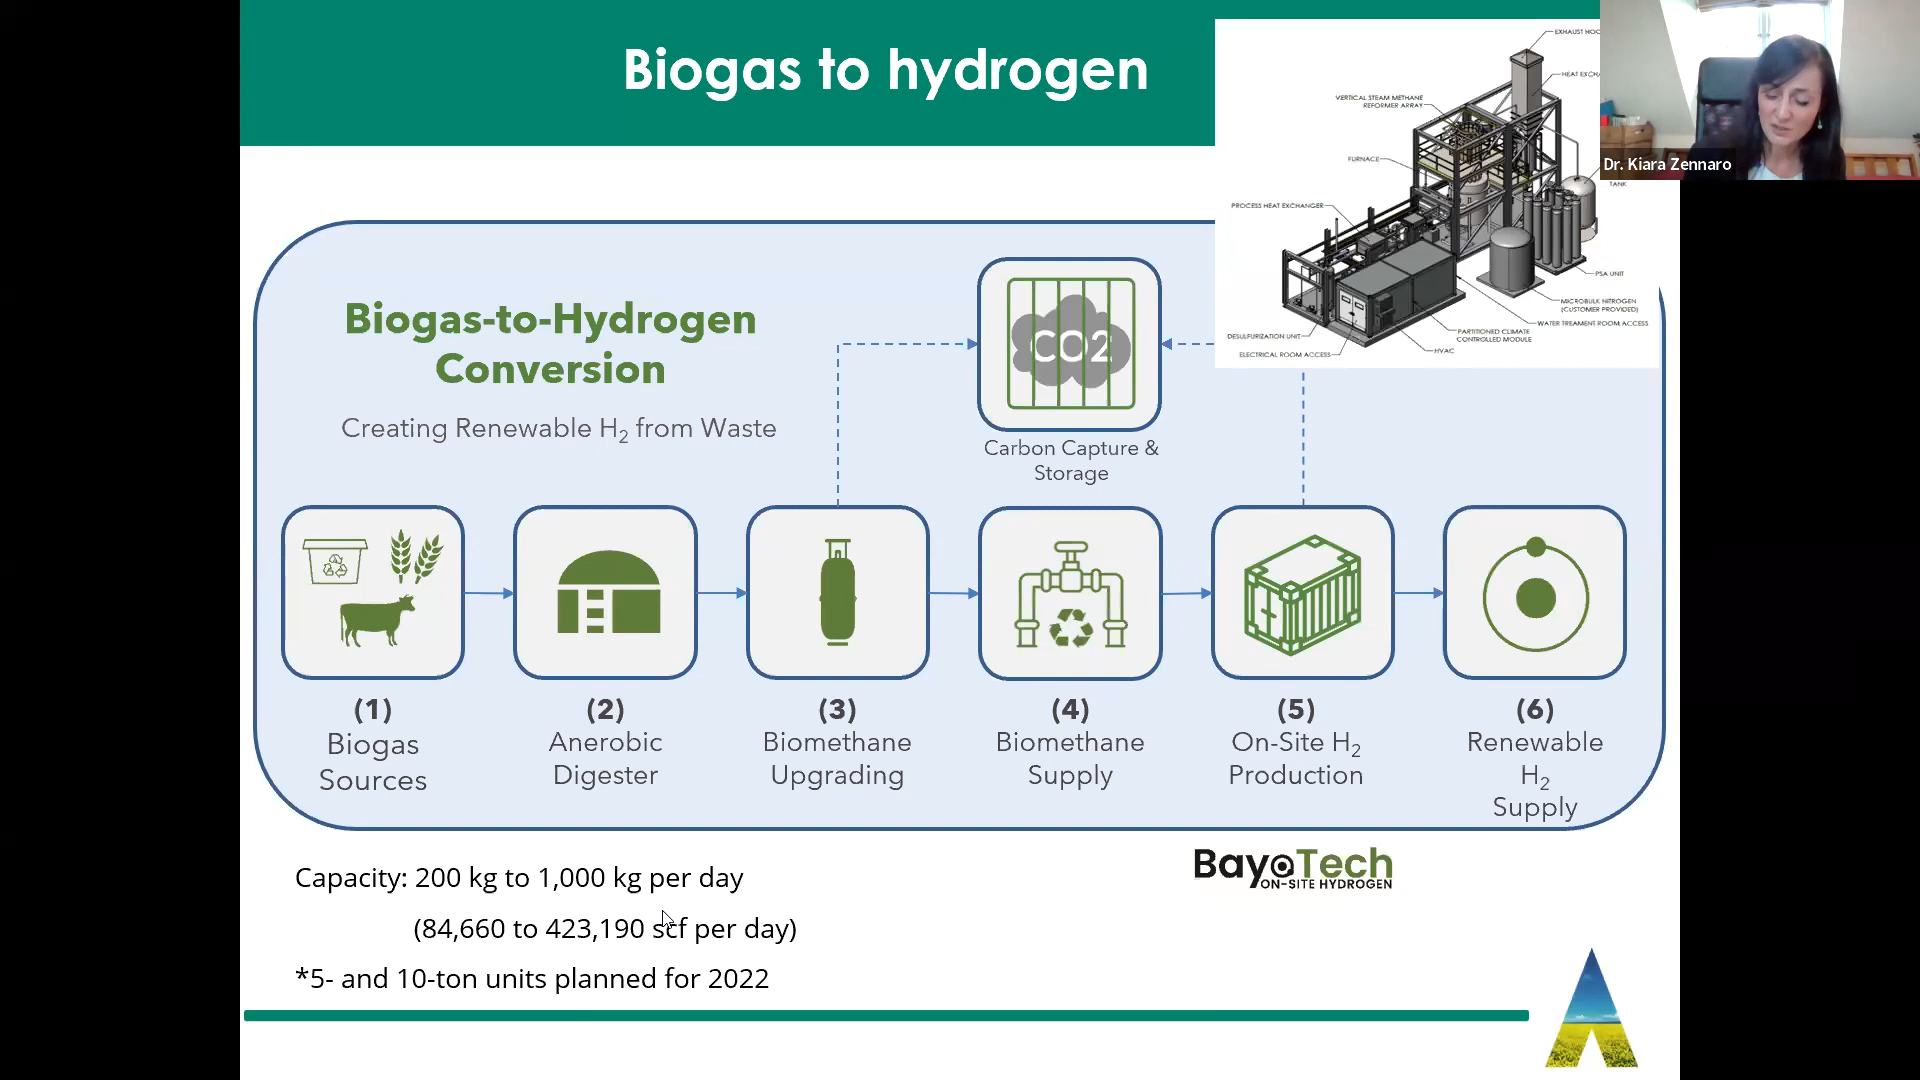 Biogas to hydrogen
EXHAUST HOO
HEAT EXCHA
VERTICAL STEAM METHANE
REFORMER ARRAY
FURNACE
Dr. Kiara Zennaro
TANK
PROCESS HEAT EXCHANGER
PSA UNIT
MICROBULK NITROGEN
(CUSTOMER PROVIDED)
WATER TREAMENT ROOM ACCESS
PARTITIONED CLIMATE
CONTROLLED MODULE
DESULFURIZATION UNIT
HVAC
ELECTRICAL ROOM ACCESS
Biogas-to-Hydrogen
Conversion
Creating Renewable H₂ from Waste
CO2
Carbon Capture &
Storage
(1)
Biogas
Sources
(2)
Anerobic
Digester
(3)
Biomethane
Upgrading
(4)
Biomethane
Supply
(5)
On-Site H₂
Production
(6)
Renewable
H₂
Supply
Capacity: 200 kg to 1,000 kg per day
(84,660 to 423,190 scf per day)
*5- and 10-ton units planned for 2022
BayoTech
ON-SITE HYDROGEN